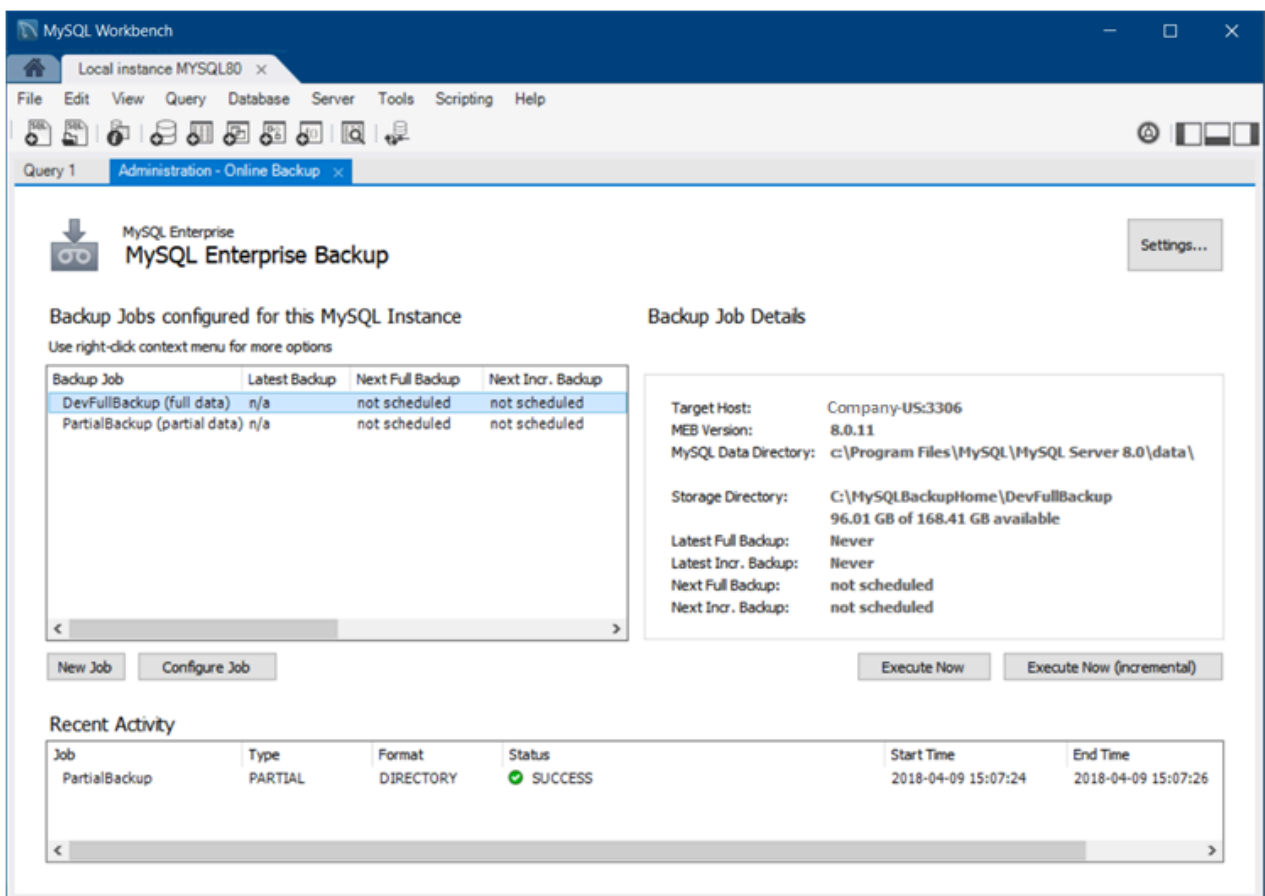 MySQL Workbench
Local instance MYSQL80
File Edit View Query Database Server Tools Scripting Help
Query 1 Administration - Online Backup
MySQL Enterprise
MySQL Enterprise Backup
Settings...
Backup Jobs configured for this MySQL Instance
Use right-click context menu for more options
Backup Job Latest Backup Next Full Backup Next Incr. Backup
DevFullBackup (full data) n/a not scheduled not scheduled
PartialBackup (partial data) n/a not scheduled not scheduled
New Job Configure Job
Backup Job Details
Target Host: Company-US:3306
MEB Version: 8.0.11
MySQL Data Directory: c:\Program Files\MySQL\MySQL Server 8.0\data\
Storage Directory: C:\MySQLBackupHome\DevFullBackup
96.01 GB of 168.41 GB available
Latest Full Backup: Never
Latest Incr. Backup: Never
Next Full Backup: not scheduled
Next Incr. Backup: not scheduled
Execute Now Execute Now (incremental)
Recent Activity
Job Type Format Status Start Time End Time
PartialBackup PARTIAL DIRECTORY SUCCESS 2018-04-09 15:07:24 2018-04-09 15:07:26